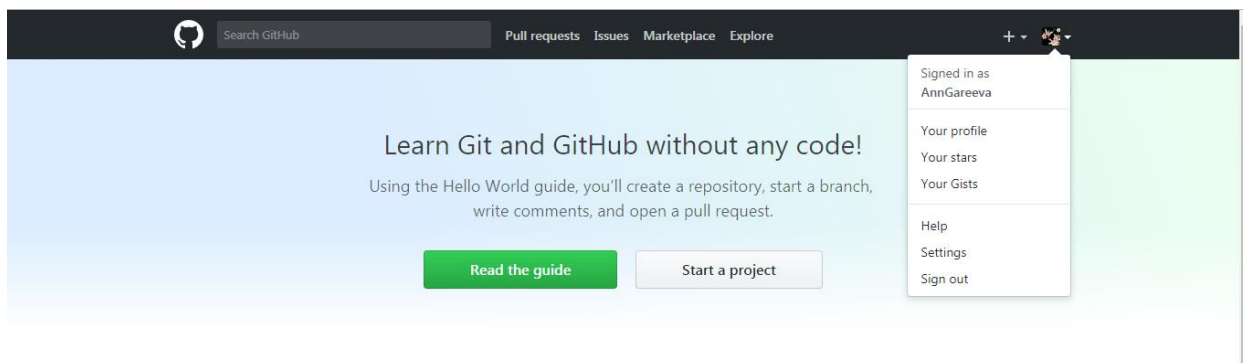 Search GitHub
Pull requests Issues Marketplace Explore
Signed in as
AnnGareeva
Your profile
Your stars
Your Gists
Help
Settings
Sign out
Learn Git and GitHub without any code!
Using the Hello World guide, you’ll create a repository, start a branch,
write comments, and open a pull request.
Read the guide
Start a project